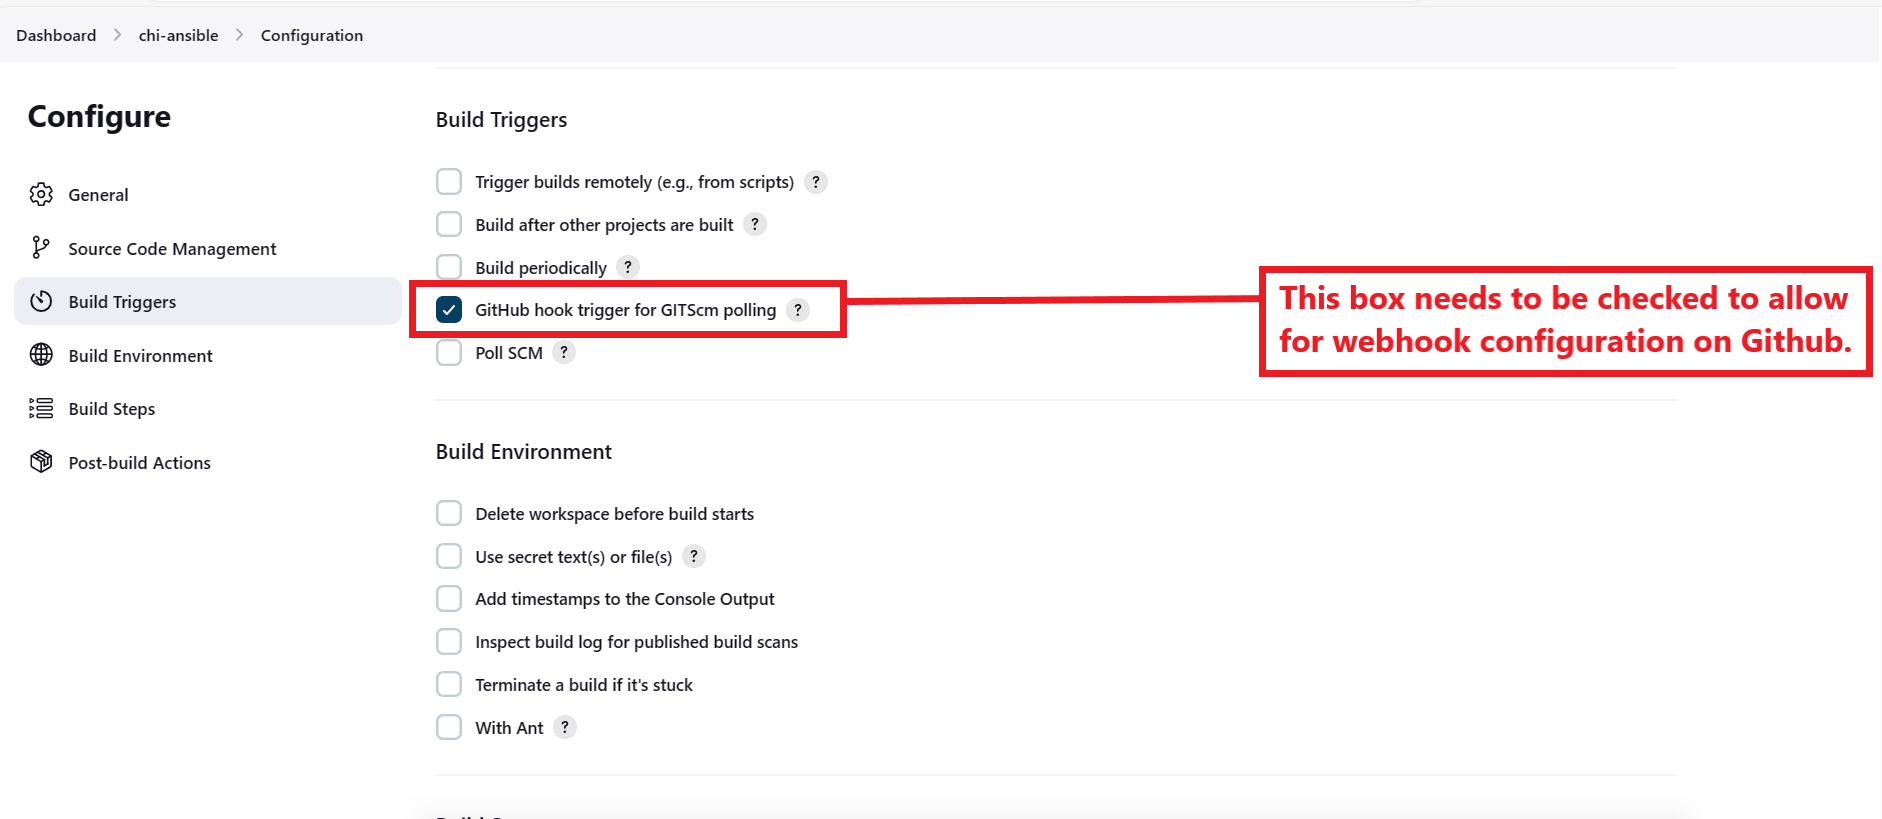 Dashboard > chi-ansible > Configuration
Configure
General
Source Code Management
Build Triggers
Build Environment
Build Steps
Post-build Actions
Build Triggers
Trigger builds remotely (e.g., from scripts) ?
Build after other projects are built ?
Build periodically ?
GitHub hook trigger for GITScm polling ?
Poll SCM ?
This box needs to be checked to allow
for webhook configuration on Github.
Build Environment
Delete workspace before build starts
Use secret text(s) or file(s) ?
Add timestamps to the Console Output
Inspect build log for published build scans
Terminate a build if it's stuck
With Ant ?